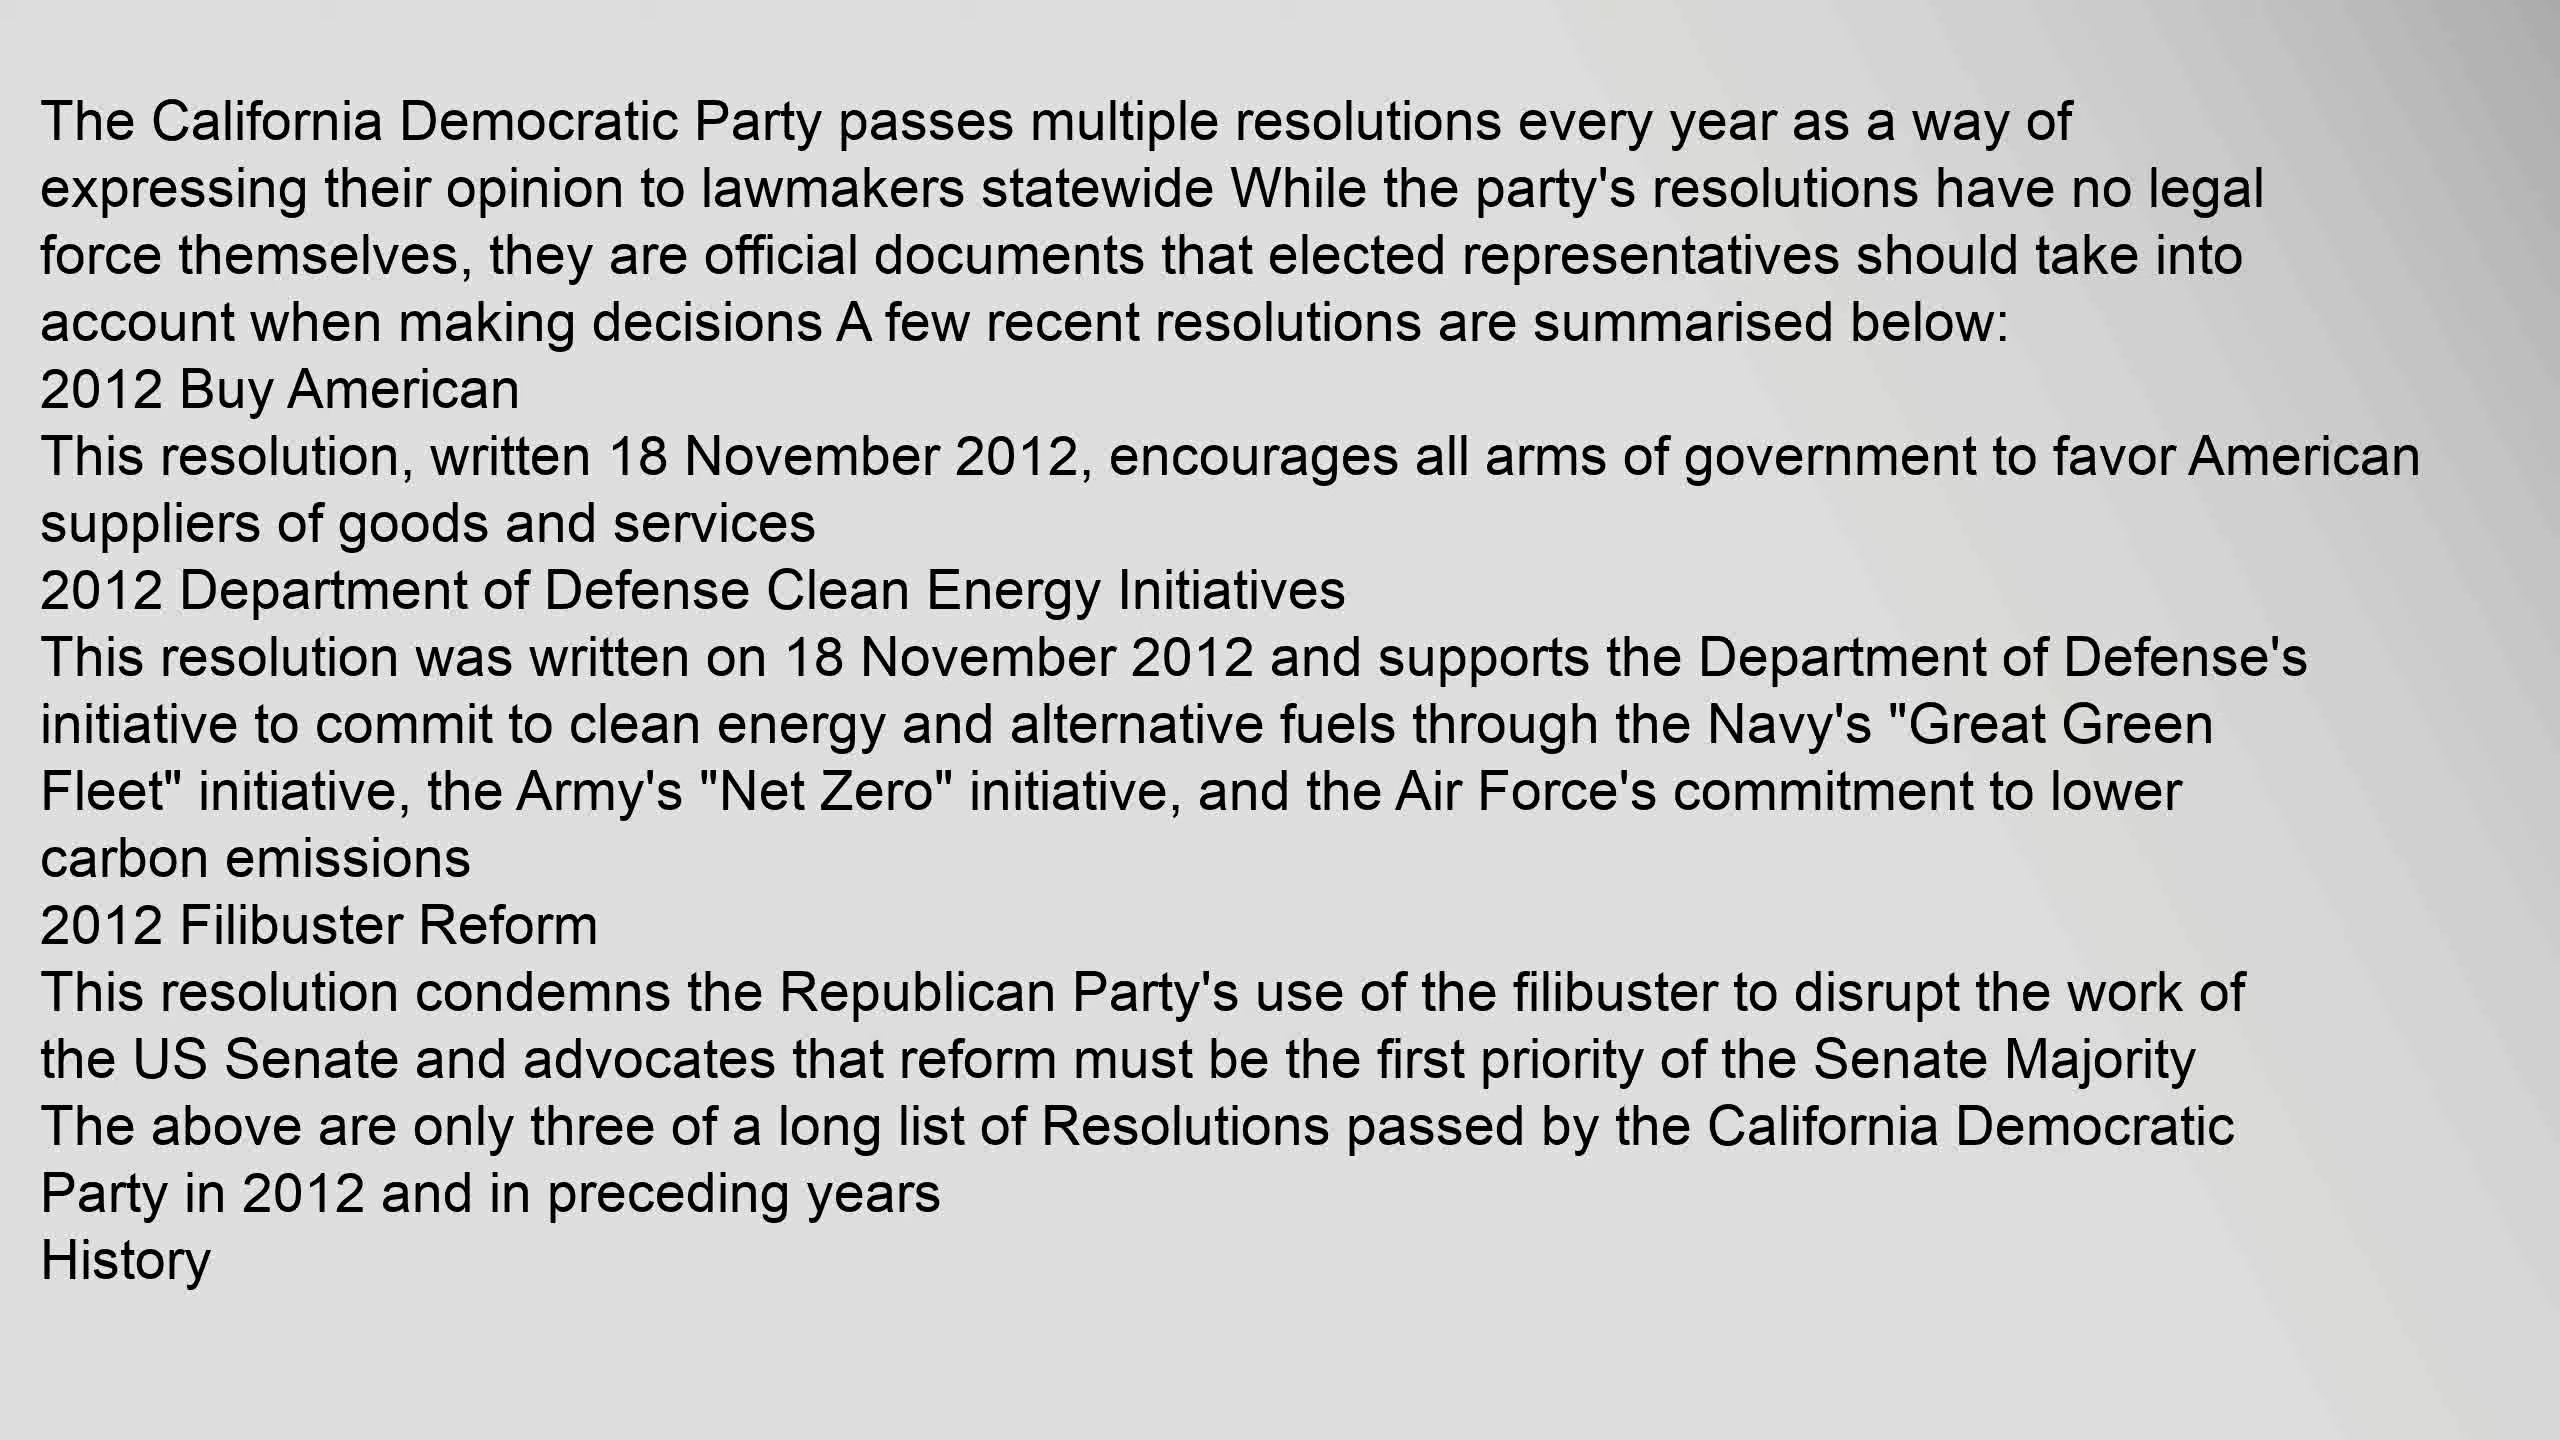 The California Democratic Party passes multiple resolutions every year as a way of
expressing their opinion to lawmakers statewide While the party's resolutions have no legal
force themselves, they are official documents that elected representatives should take into
account when making decisions A few recent resolutions are summarised below:
2012 Buy American
This resolution, written 18 November 2012, encourages all arms of government to favor American
suppliers of goods and services
2012 Department of Defense Clean Energy Initiatives
This resolution was written on 18 November 2012 and supports the Department of Defense's
initiative to commit to clean energy and alternative fuels through the Navy's "Great Green
Fleet" initiative, the Army's "Net Zero" initiative, and the Air Force's commitment to lower
carbon emissions
2012 Filibuster Reform
This resolution condemns the Republican Party's use of the filibuster to disrupt the work of
the US Senate and advocates that reform must be the first priority of the Senate Majority
The above are only three of a long list of Resolutions passed by the California Democratic
Party in 2012 and in preceding years
History